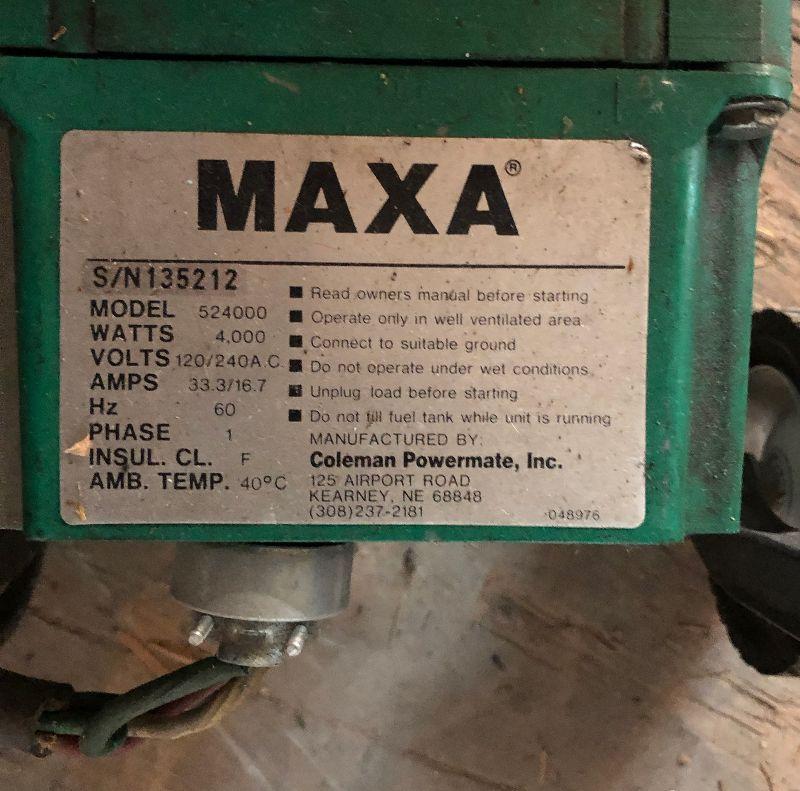 MAXA®
S/N135212
MODEL 524000
WATTS 4,000
VOLTS 120/240A.C.
AMPS 33.3/16.7
Hz 60
PHASE 1
INSUL. CL. F
AMB. TEMP. 40°C
■ Read owners manual before starting
■ Operate only in well ventilated area
■ Connect to suitable ground
■ Do not operate under wet conditions.
■ Unplug load before starting
■ Do not fill fuel tank while unit is running
MANUFACTURED BY:
Coleman Powermate, Inc.
125 AIRPORT ROAD
KEARNEY, NE 68848
(308)237-2181
048976